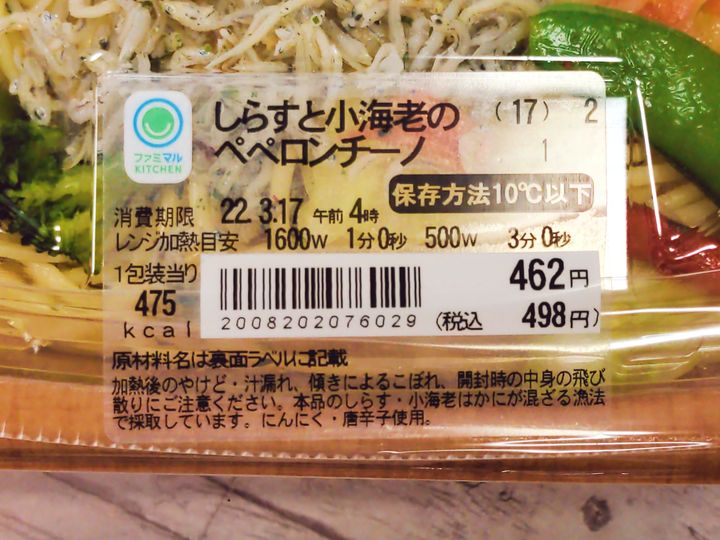 しらすと小海老の (17) 2
ペペロンチーノ 1
ファミマル
KITCHEN
保存方法10℃以下
消費期限 22. 3.17 午前 4時
レンジ加熱目安 1600W 1分0秒 500W 3分0秒
1包装当り
475
kcal
462円
2008202076029 (税込 498円)
原材料名は裏面ラベルに記載
加熱後のやけど・汁漏れ、傾きによるこぼれ、開封時の中身の飛び
散りにご注意ください。本品のしらす・小海老はかにが混ざる漁法
で採取しています。にんにく・唐辛子使用。